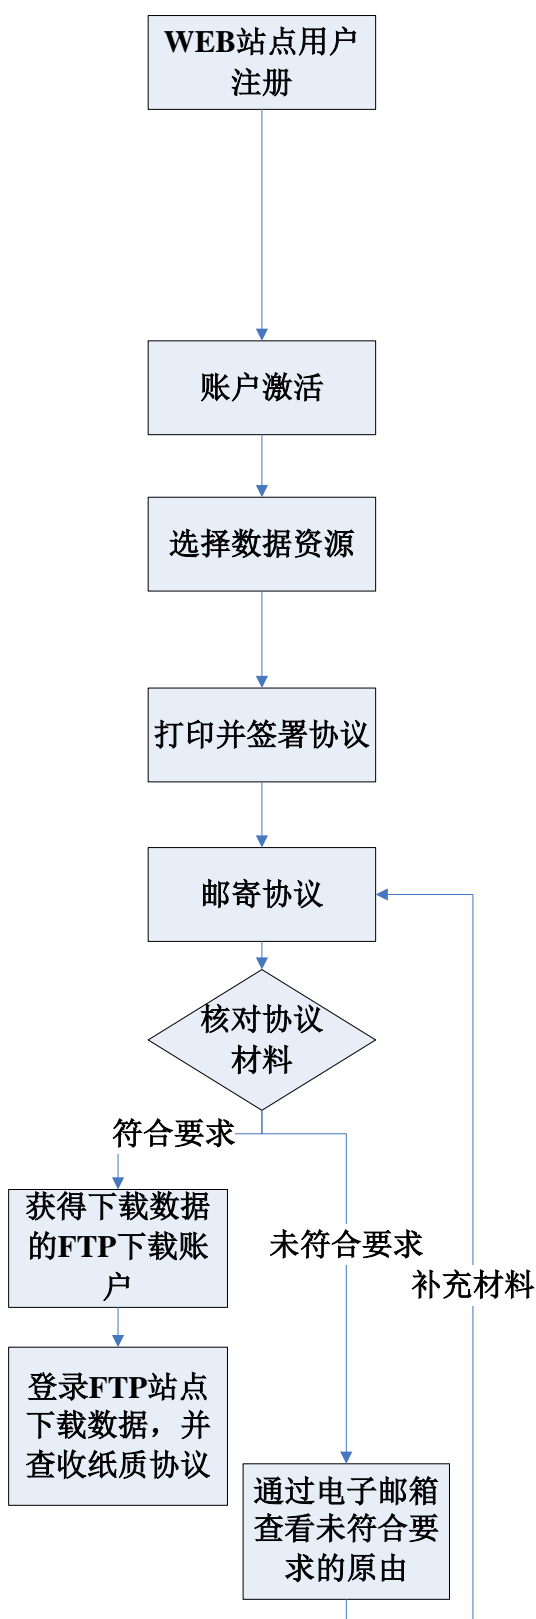 WEB站点用户
注册
账户激活
选择数据资源
打印并签署协议
邮寄协议
核对协议
材料
符合要求
获得下载数据
的FTP下载账
户
未符合要求
补充材料
登录FTP站点
下载数据，并
查收纸质协议
通过电子邮箱
查看未符合要
求的原由